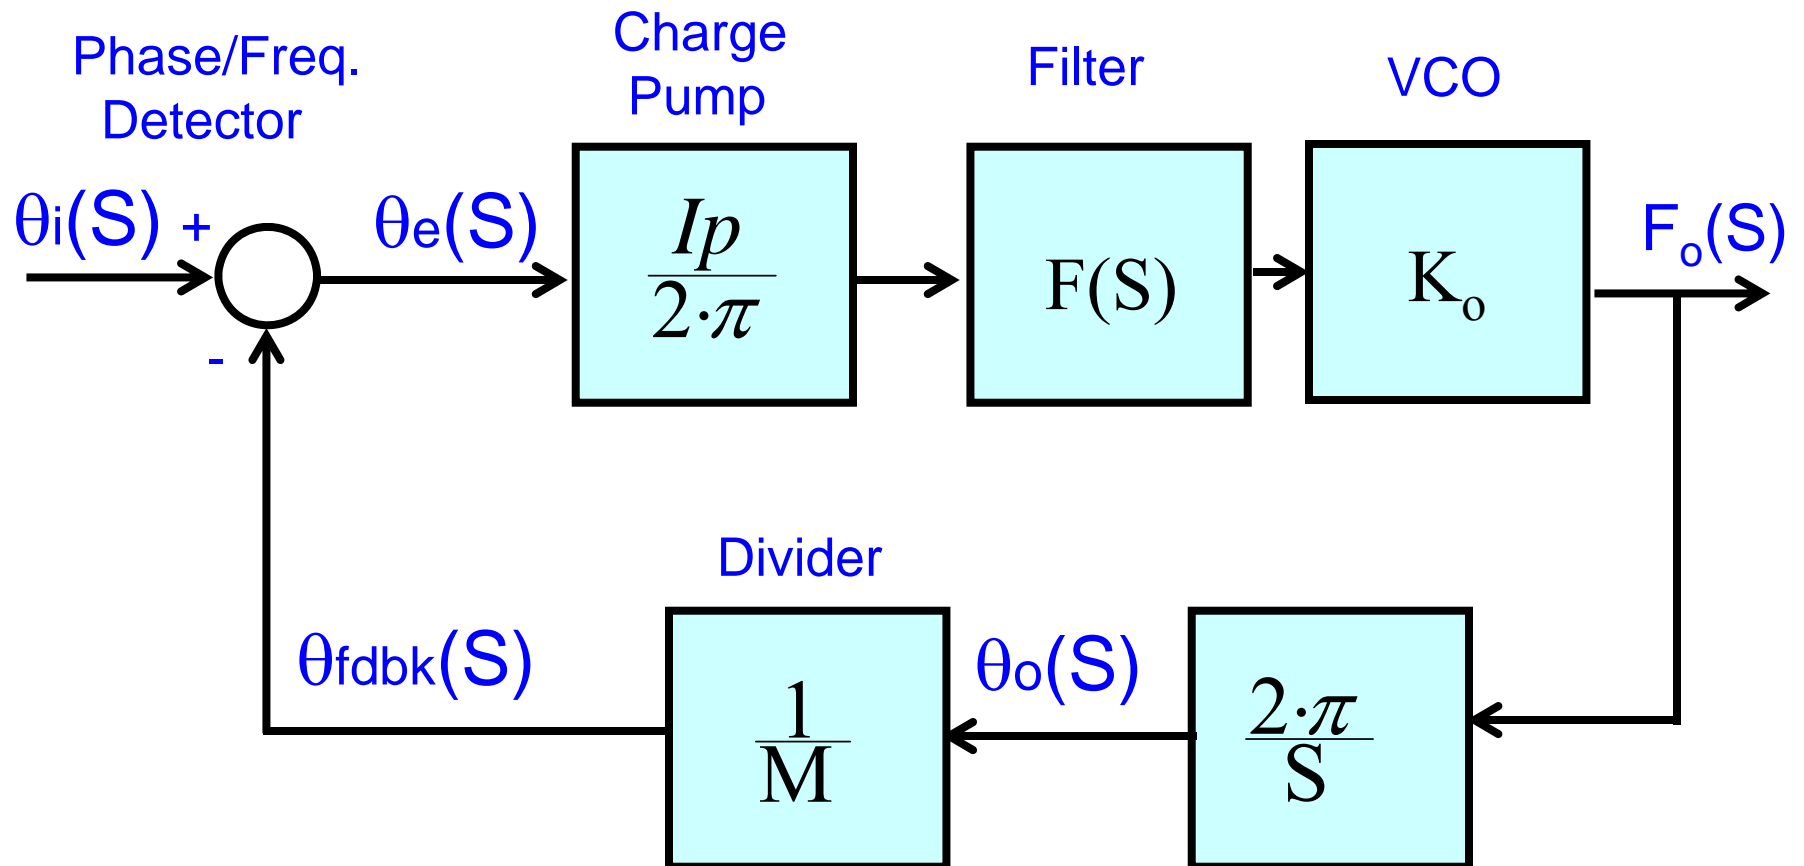 Phase/Freq.
Detector
Charge
Pump
Filter
VCO
θi(S)
+
-
θe(S)
Ip
2·π
F(S)
Ko
Fo(S)
Divider
θfdbk(S)
1
M
θo(S)
2·π
S